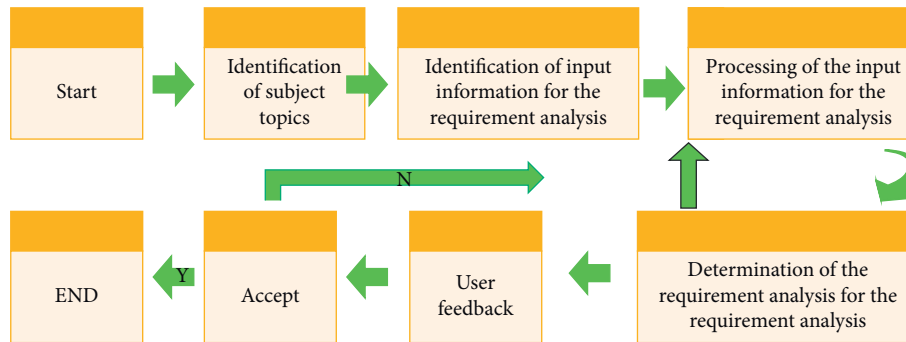 Start
Identification
of subject
topics
Identification of input
information for the
requirement analysis
Processing of the input
information for the
requirement analysis
N
END
Y
Accept
User
feedback
Determination of the
requirement analysis for the
requirement analysis